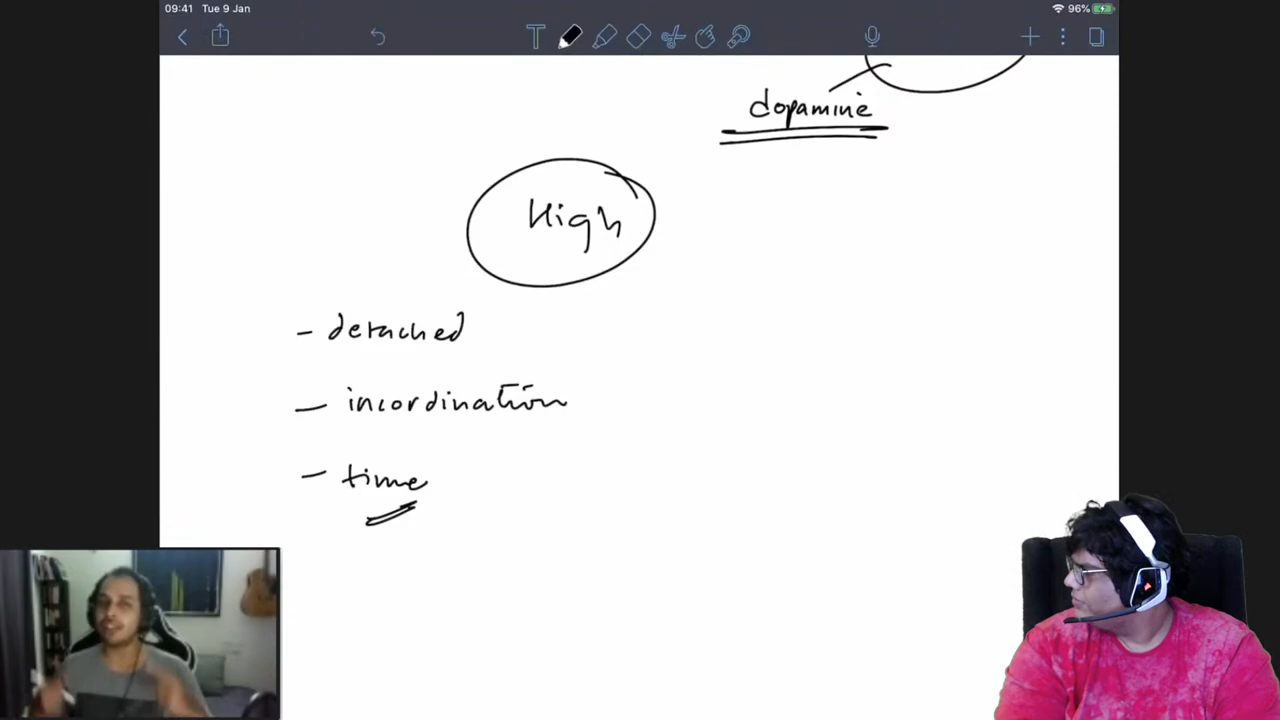 09:41 Tue 9 Jan 96%
T
dopamine
High
- detached
- incordination
- time